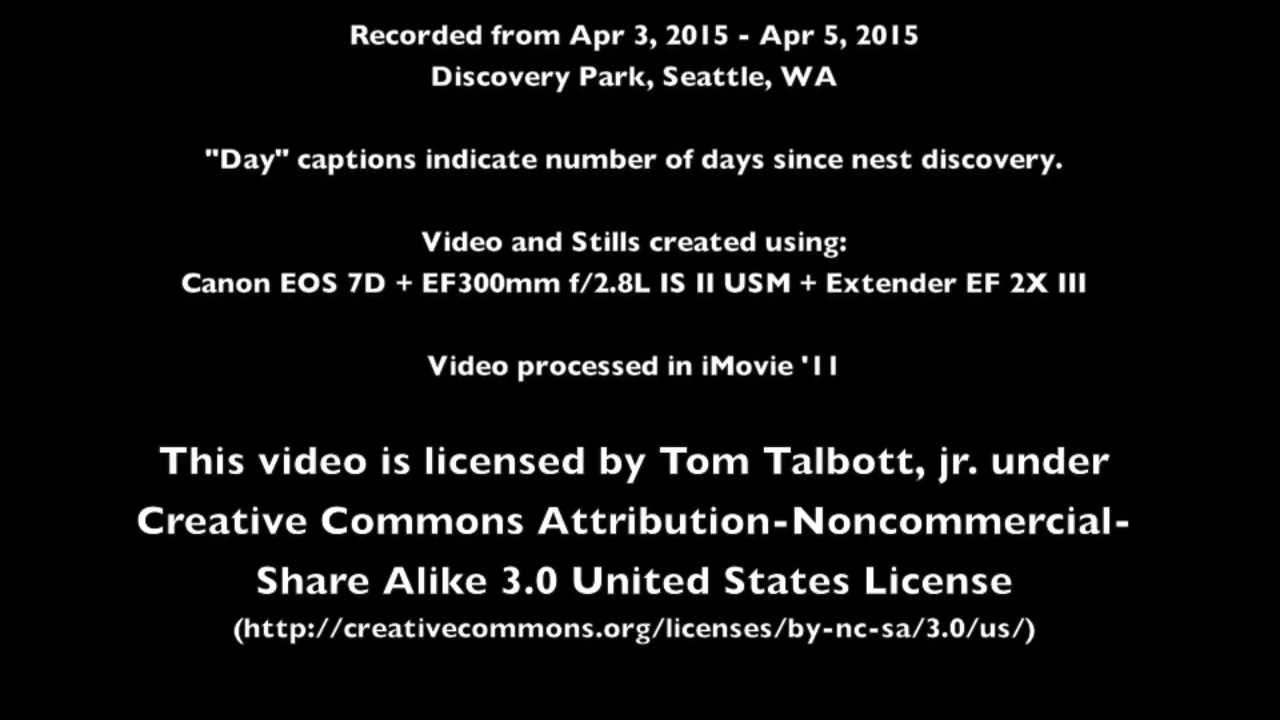 Recorded from Apr 3, 2015 - Apr 5, 2015
Discovery Park, Seattle, WA
"Day" captions indicate number of days since nest discovery.
Video and Stills created using:
Canon EOS 7D + EF300mm f/2.8L IS II USM + Extender EF 2X III
Video processed in iMovie '11
This video is licensed by Tom Talbott, jr. under
Creative Commons Attribution-Noncommercial-
Share Alike 3.0 United States License
(http://creativecommons.org/licenses/by-nc-sa/3.0/us/)